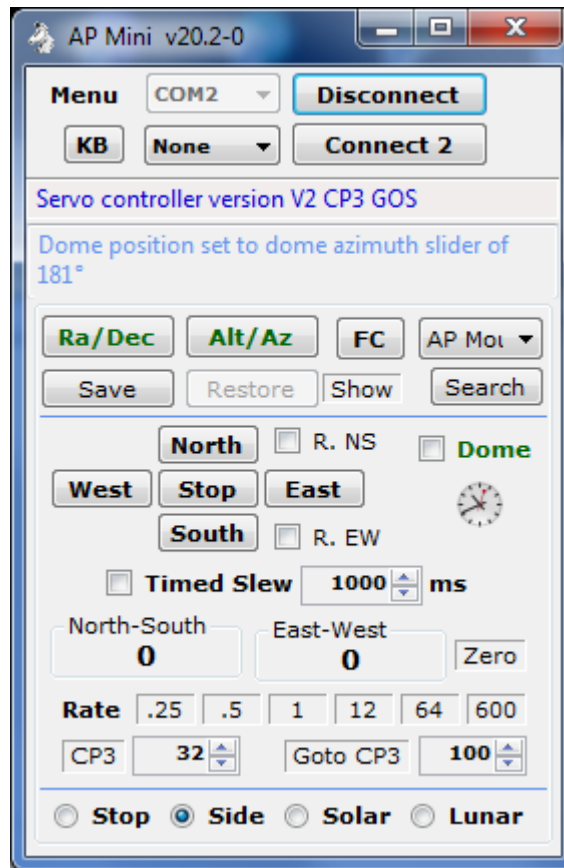 AP Mini v20.2-0
Menu COM2 Disconnect
KB None Connect 2
Servo controller version V2 CP3 GOS
Dome position set to dome azimuth slider of
181°
Ra/Dec Alt/Az FC AP Mou
Save Restore Show Search
North R. NS Dome
West Stop East
South R. EW
Timed Slew 1000 ms
North-South East-West
0 0 Zero
Rate .25 .5 1 12 64 600
CP3 32 Goto CP3 100
Stop Side Solar Lunar